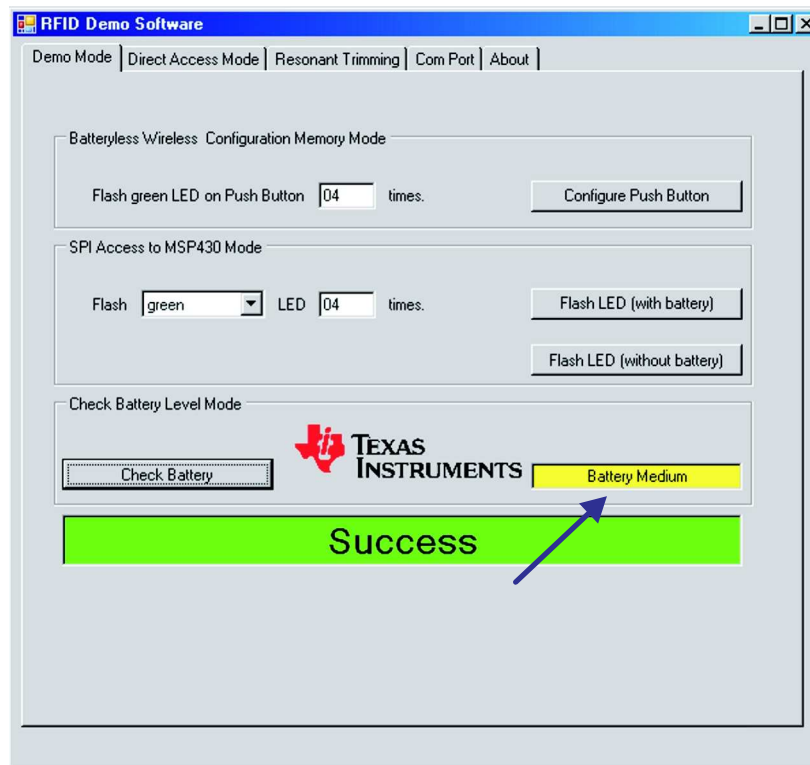 RFID Demo Software
Demo Mode Direct Access Mode Resonant Trimming Com Port About
Batteryless Wireless Configuration Memory Mode
Flash green LED on Push Button 04 times. Configure Push Button
SPI Access to MSP430 Mode
Flash green LED 04 times. Flash LED (with battery)
Flash LED (without battery)
Check Battery Level Mode
TEXAS
INSTRUMENTS
Check Battery Battery Medium
Success